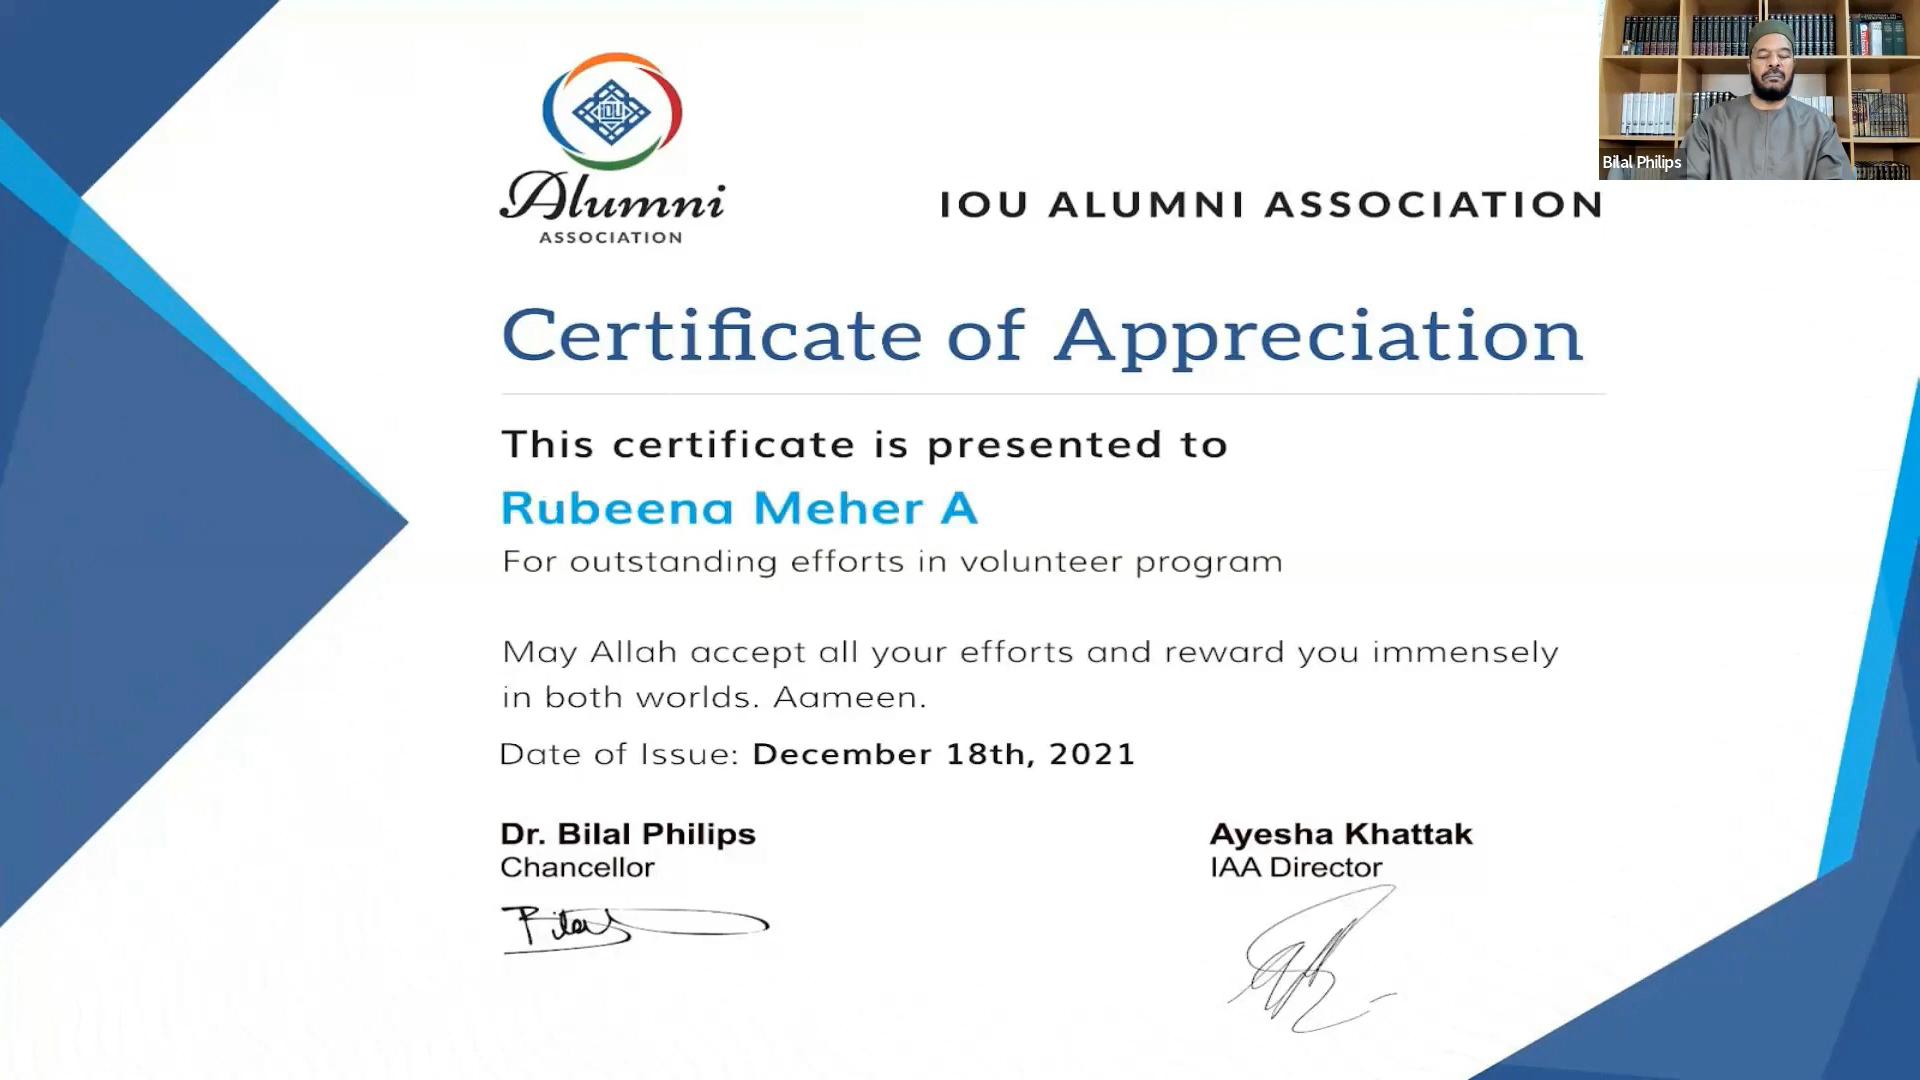 IOU
Alumni
ASSOCIATION
IOU ALUMNI ASSOCIATION
Bilal Philips
Certificate of Appreciation
This certificate is presented to
Rubeena Meher A
For outstanding efforts in volunteer program
May Allah accept all your efforts and reward you immensely
in both worlds. Aameen.
Date of Issue: December 18th, 2021
Dr. Bilal Philips
Chancellor
Bilal
Ayesha Khattak
IAA Director